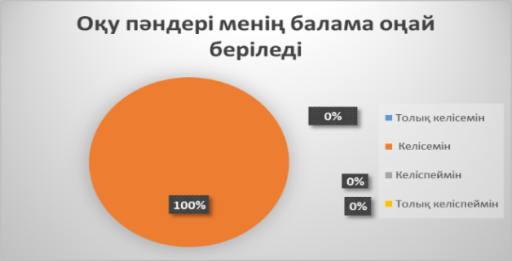 Оқу пәндері менің балама оңай
беріледі
0%
Толық келісемін
Келісемін
0%
Келіспеймін
100%
0%
Толық келіспеймін